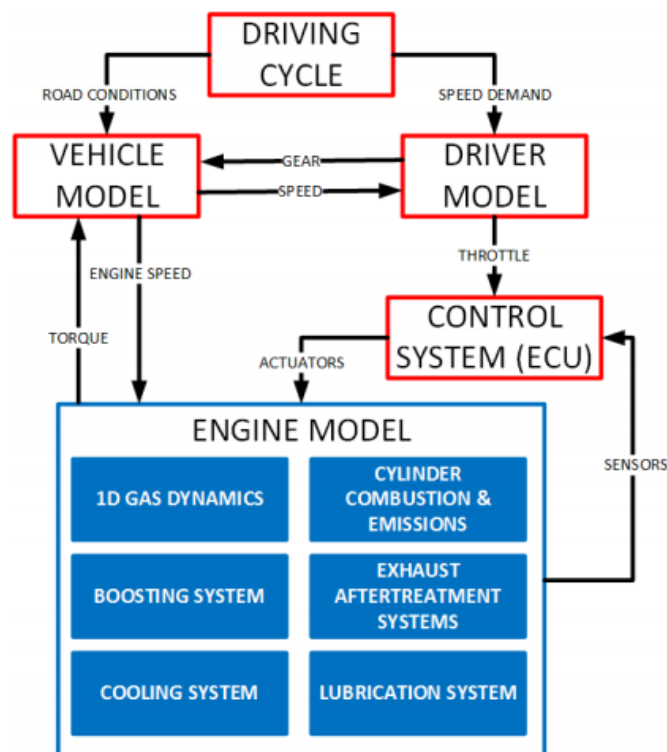 DRIVING
CYCLE
ROAD CONDITIONS
SPEED DEMAND
VEHICLE
MODEL
GEAR
SPEED
DRIVER
MODEL
ENGINE SPEED
THROTTLE
TORQUE
ACTUATORS
CONTROL
SYSTEM (ECU)
ENGINE MODEL
SENSORS
1D GAS DYNAMICS
CYLINDER
COMBUSTION &
EMISSIONS
BOOSTING SYSTEM
EXHAUST
AFTERTREATMENT
SYSTEMS
COOLING SYSTEM
LUBRICATION SYSTEM